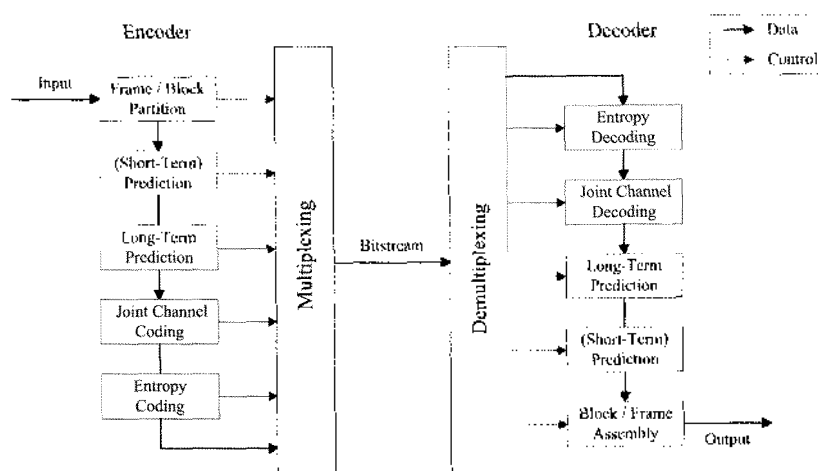 Encoder
Decoder
Data
Control
Input
Frame / Block
Partition
(Short-Term)
Prediction
Long-Term
Prediction
Joint Channel
Coding
Entropy
Coding
Multiplexing
Bitstream
Demultiplexing
Entropy
Decoding
Joint Channel
Decoding
Long-Term
Prediction
(Short-Term)
Prediction
Block / Frame
Assembly
Output